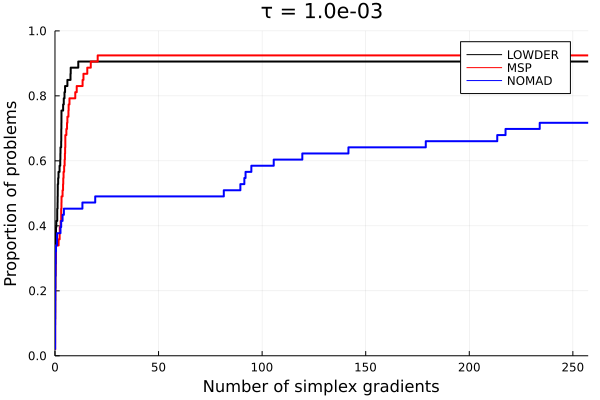 τ = 1.0e-03
1.0
LOWDER
MSP
NOMAD
0.8
0.6
0.4
0.2
0.0
Proportion of problems
0 50 100 150 200 250
Number of simplex gradients